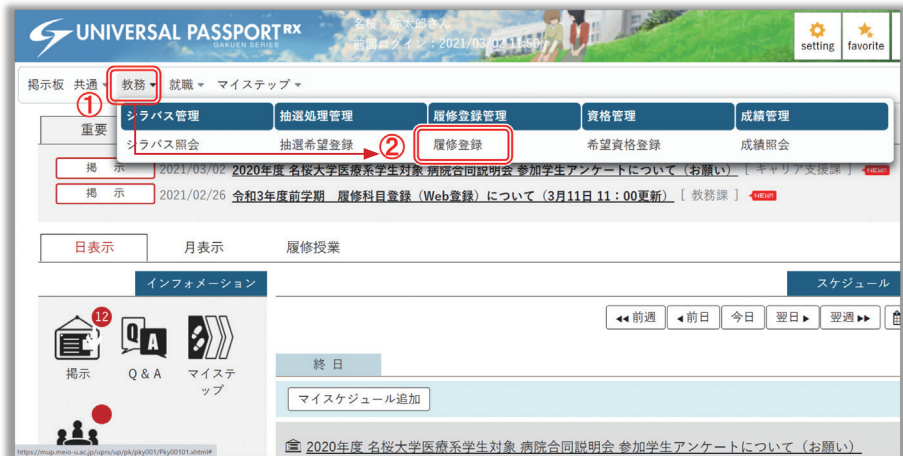 UNIVERSAL PASSPORT RX
GAKUEN SERIES
名桜 弥太郎さん
前回ログイン：2021/03/02 11:50
setting
favorite
掲示板 共通 教務 就職 マイステップ
①
シラバス管理 抽選処理管理 履修登録管理 資格管理 成績管理
重要
②
シラバス照会 抽選希望登録 履修登録 希望資格登録 成績照会
掲 示 2021/03/02 2020年度 名桜大学医療系学生対象 病院合同説明会 参加学生アンケートについて（お願い） [ キャリア支援課 ] NEW!!
掲 示 2021/02/26 令和3年度前学期 履修科目登録（Web登録）について（3月11日 11：00更新） [ 教務課 ] NEW!!
日表示 月表示 履修授業
インフォメーション
スケジュール
前週 前日 今日 翌日 翌週
12
Q A
掲示 Q & A マイステップ
終 日
マイスケジュール追加
2020年度 名桜大学医療系学生対象 病院合同説明会 参加学生アンケートについて（お願い）
https://mup.meio-u.ac.jp/uprx/up/pk/pky001/Pky00101.xhtml#